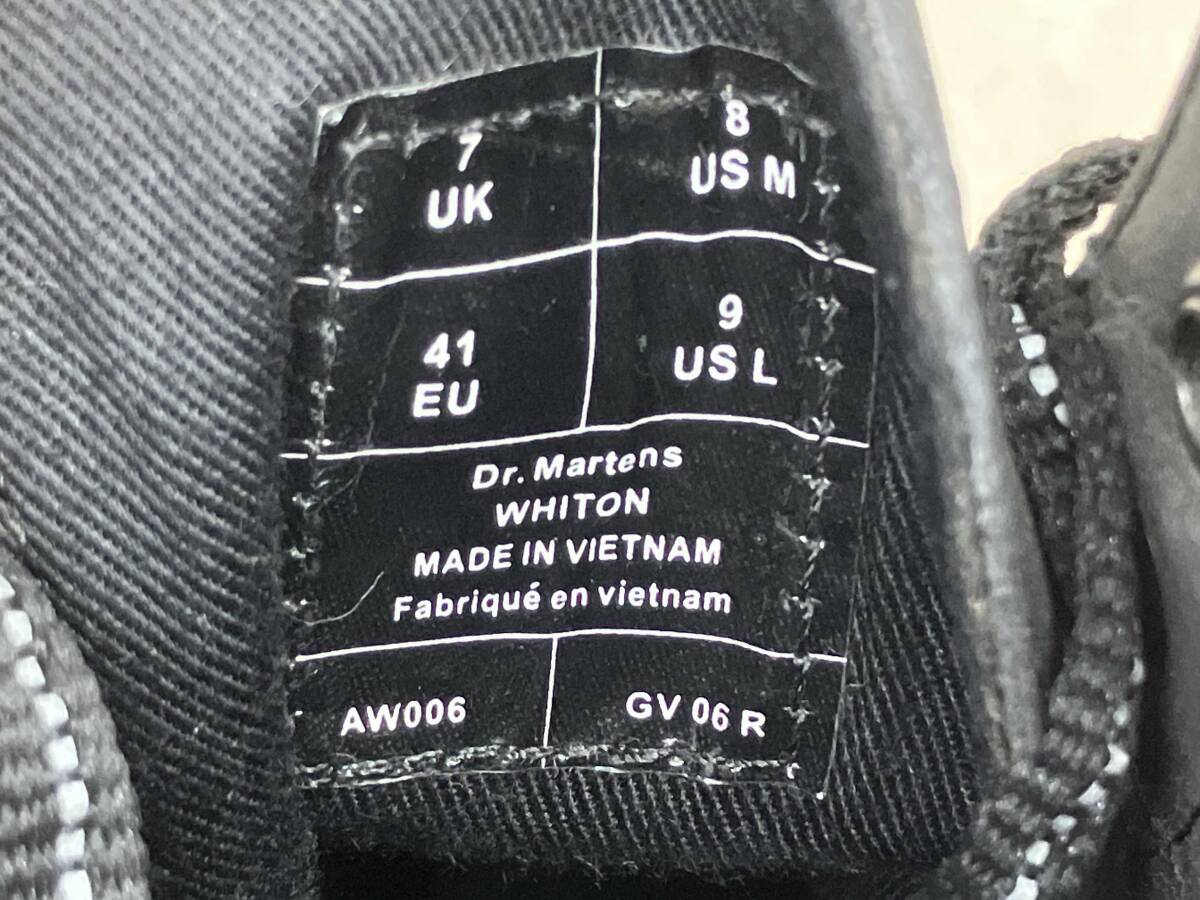 7
UK
8
US M
41
EU
9
US L
Dr. Martens
WHITON
MADE IN VIETNAM
Fabriqué en vietnam
AW006
GV 06 R